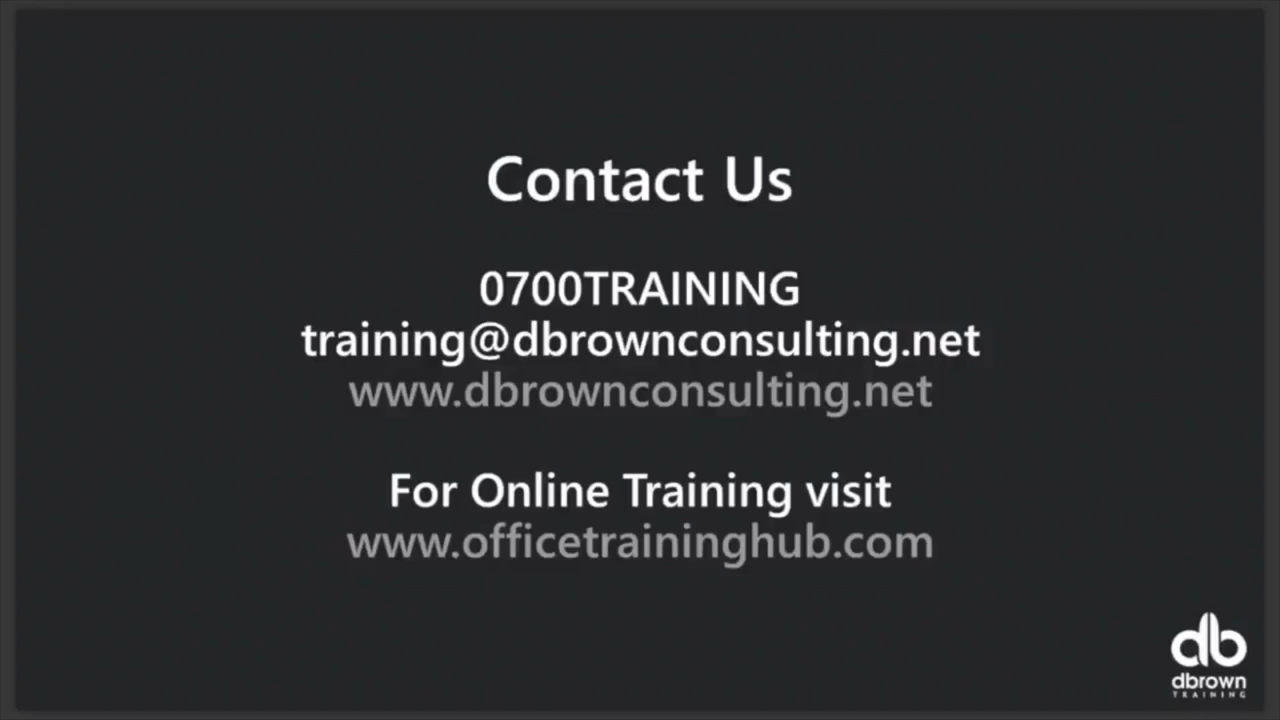 Contact Us
0700TRAINING
training@dbrownconsulting.net
www.dbrownconsulting.net
For Online Training visit
www.officetraininghub.com
db
dbrown
TRAINING